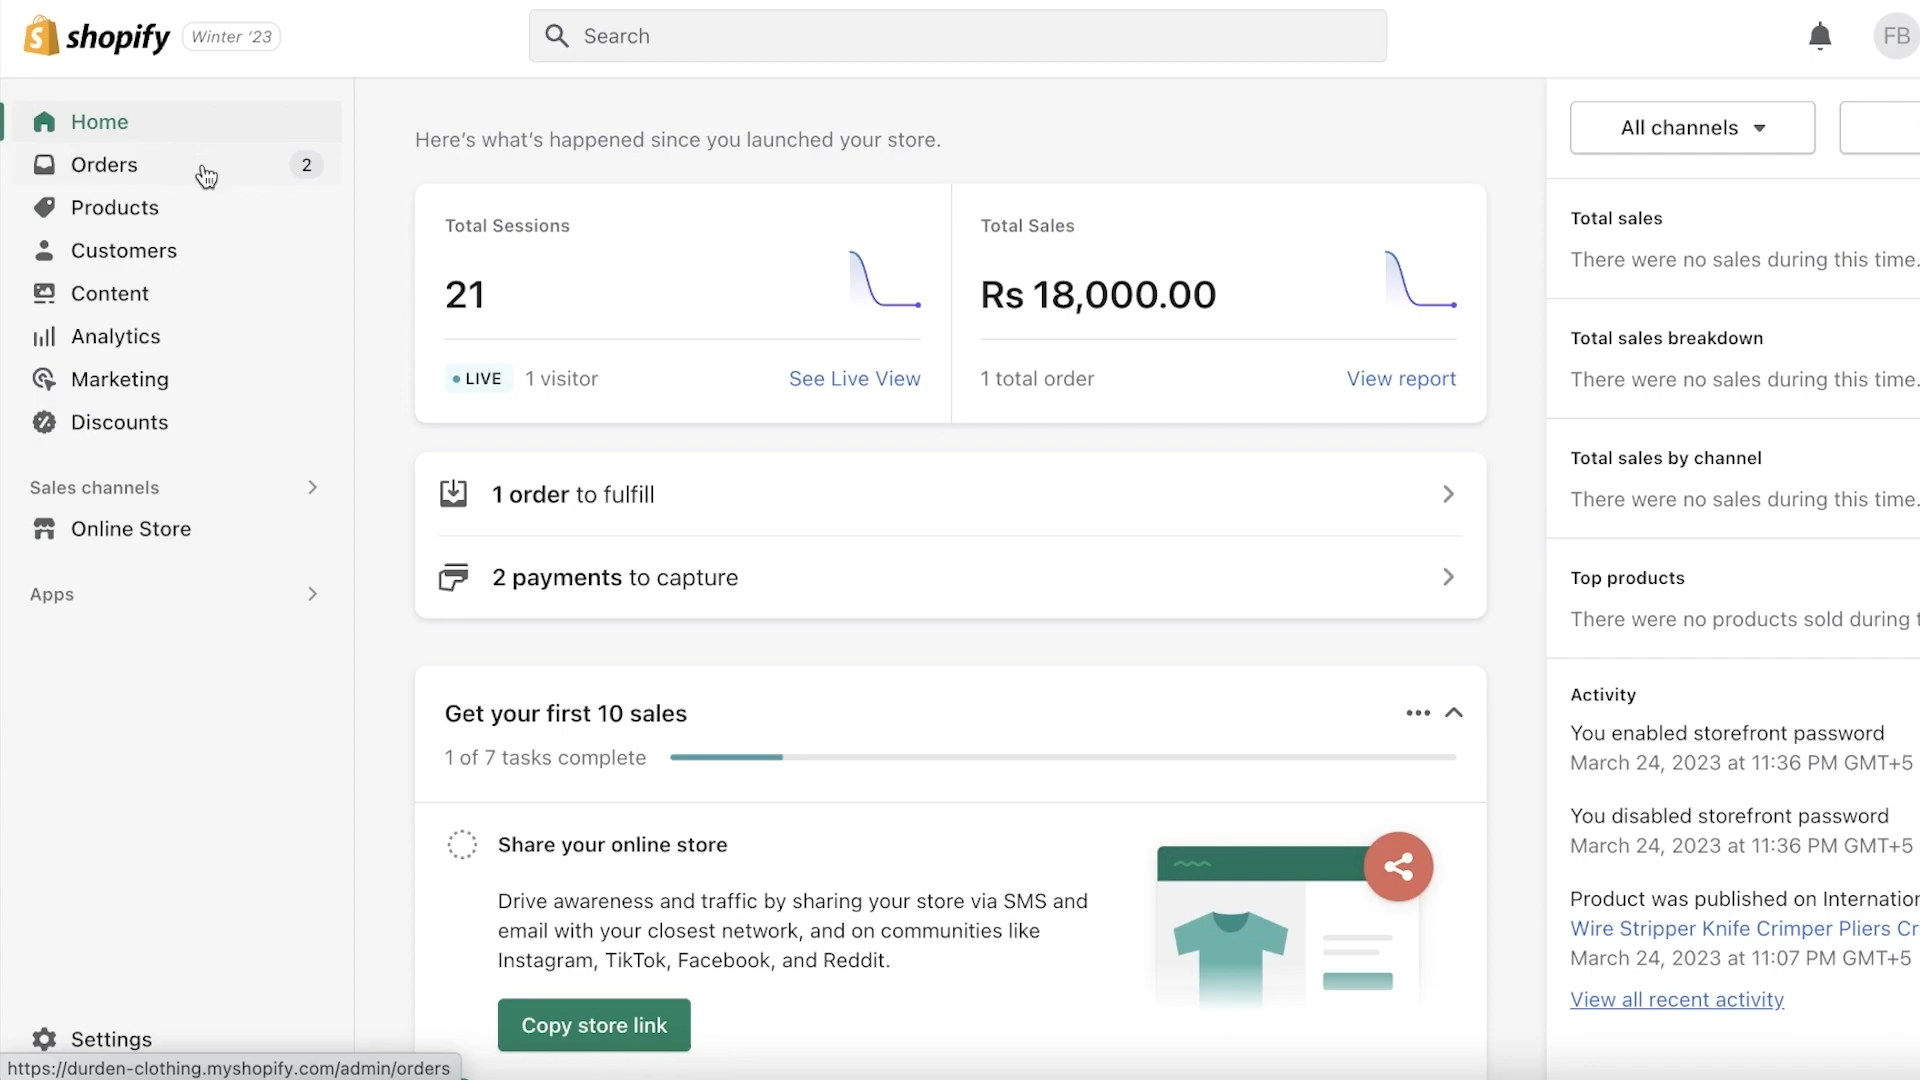 shopify
Winter '23
Search
FB
Home
Orders
2
Products
Customers
Content
Analytics
Marketing
Discounts
Sales channels
Online Store
Apps
Settings
https://durden-clothing.myshopify.com/admin/orders
Here's what's happened since you launched your store.
Total Sessions
21
LIVE
1 visitor
See Live View
Total Sales
Rs 18,000.00
1 total order
View report
1 order to fulfill
2 payments to capture
Get your first 10 sales
1 of 7 tasks complete
Share your online store
Drive awareness and traffic by sharing your store via SMS and
email with your closest network, and on communities like
Instagram, TikTok, Facebook, and Reddit.
Copy store link
All channels
Total sales
There were no sales during this time.
Total sales breakdown
There were no sales during this time.
Total sales by channel
There were no sales during this time.
Top products
There were no products sold during
Activity
You enabled storefront password
March 24, 2023 at 11:36 PM GMT+5
You disabled storefront password
March 24, 2023 at 11:36 PM GMT+5
Product was published on
Wire Stripper Knife Crimper Pliers
March 24, 2023 at 11:07 PM GMT+5
View all recent activity